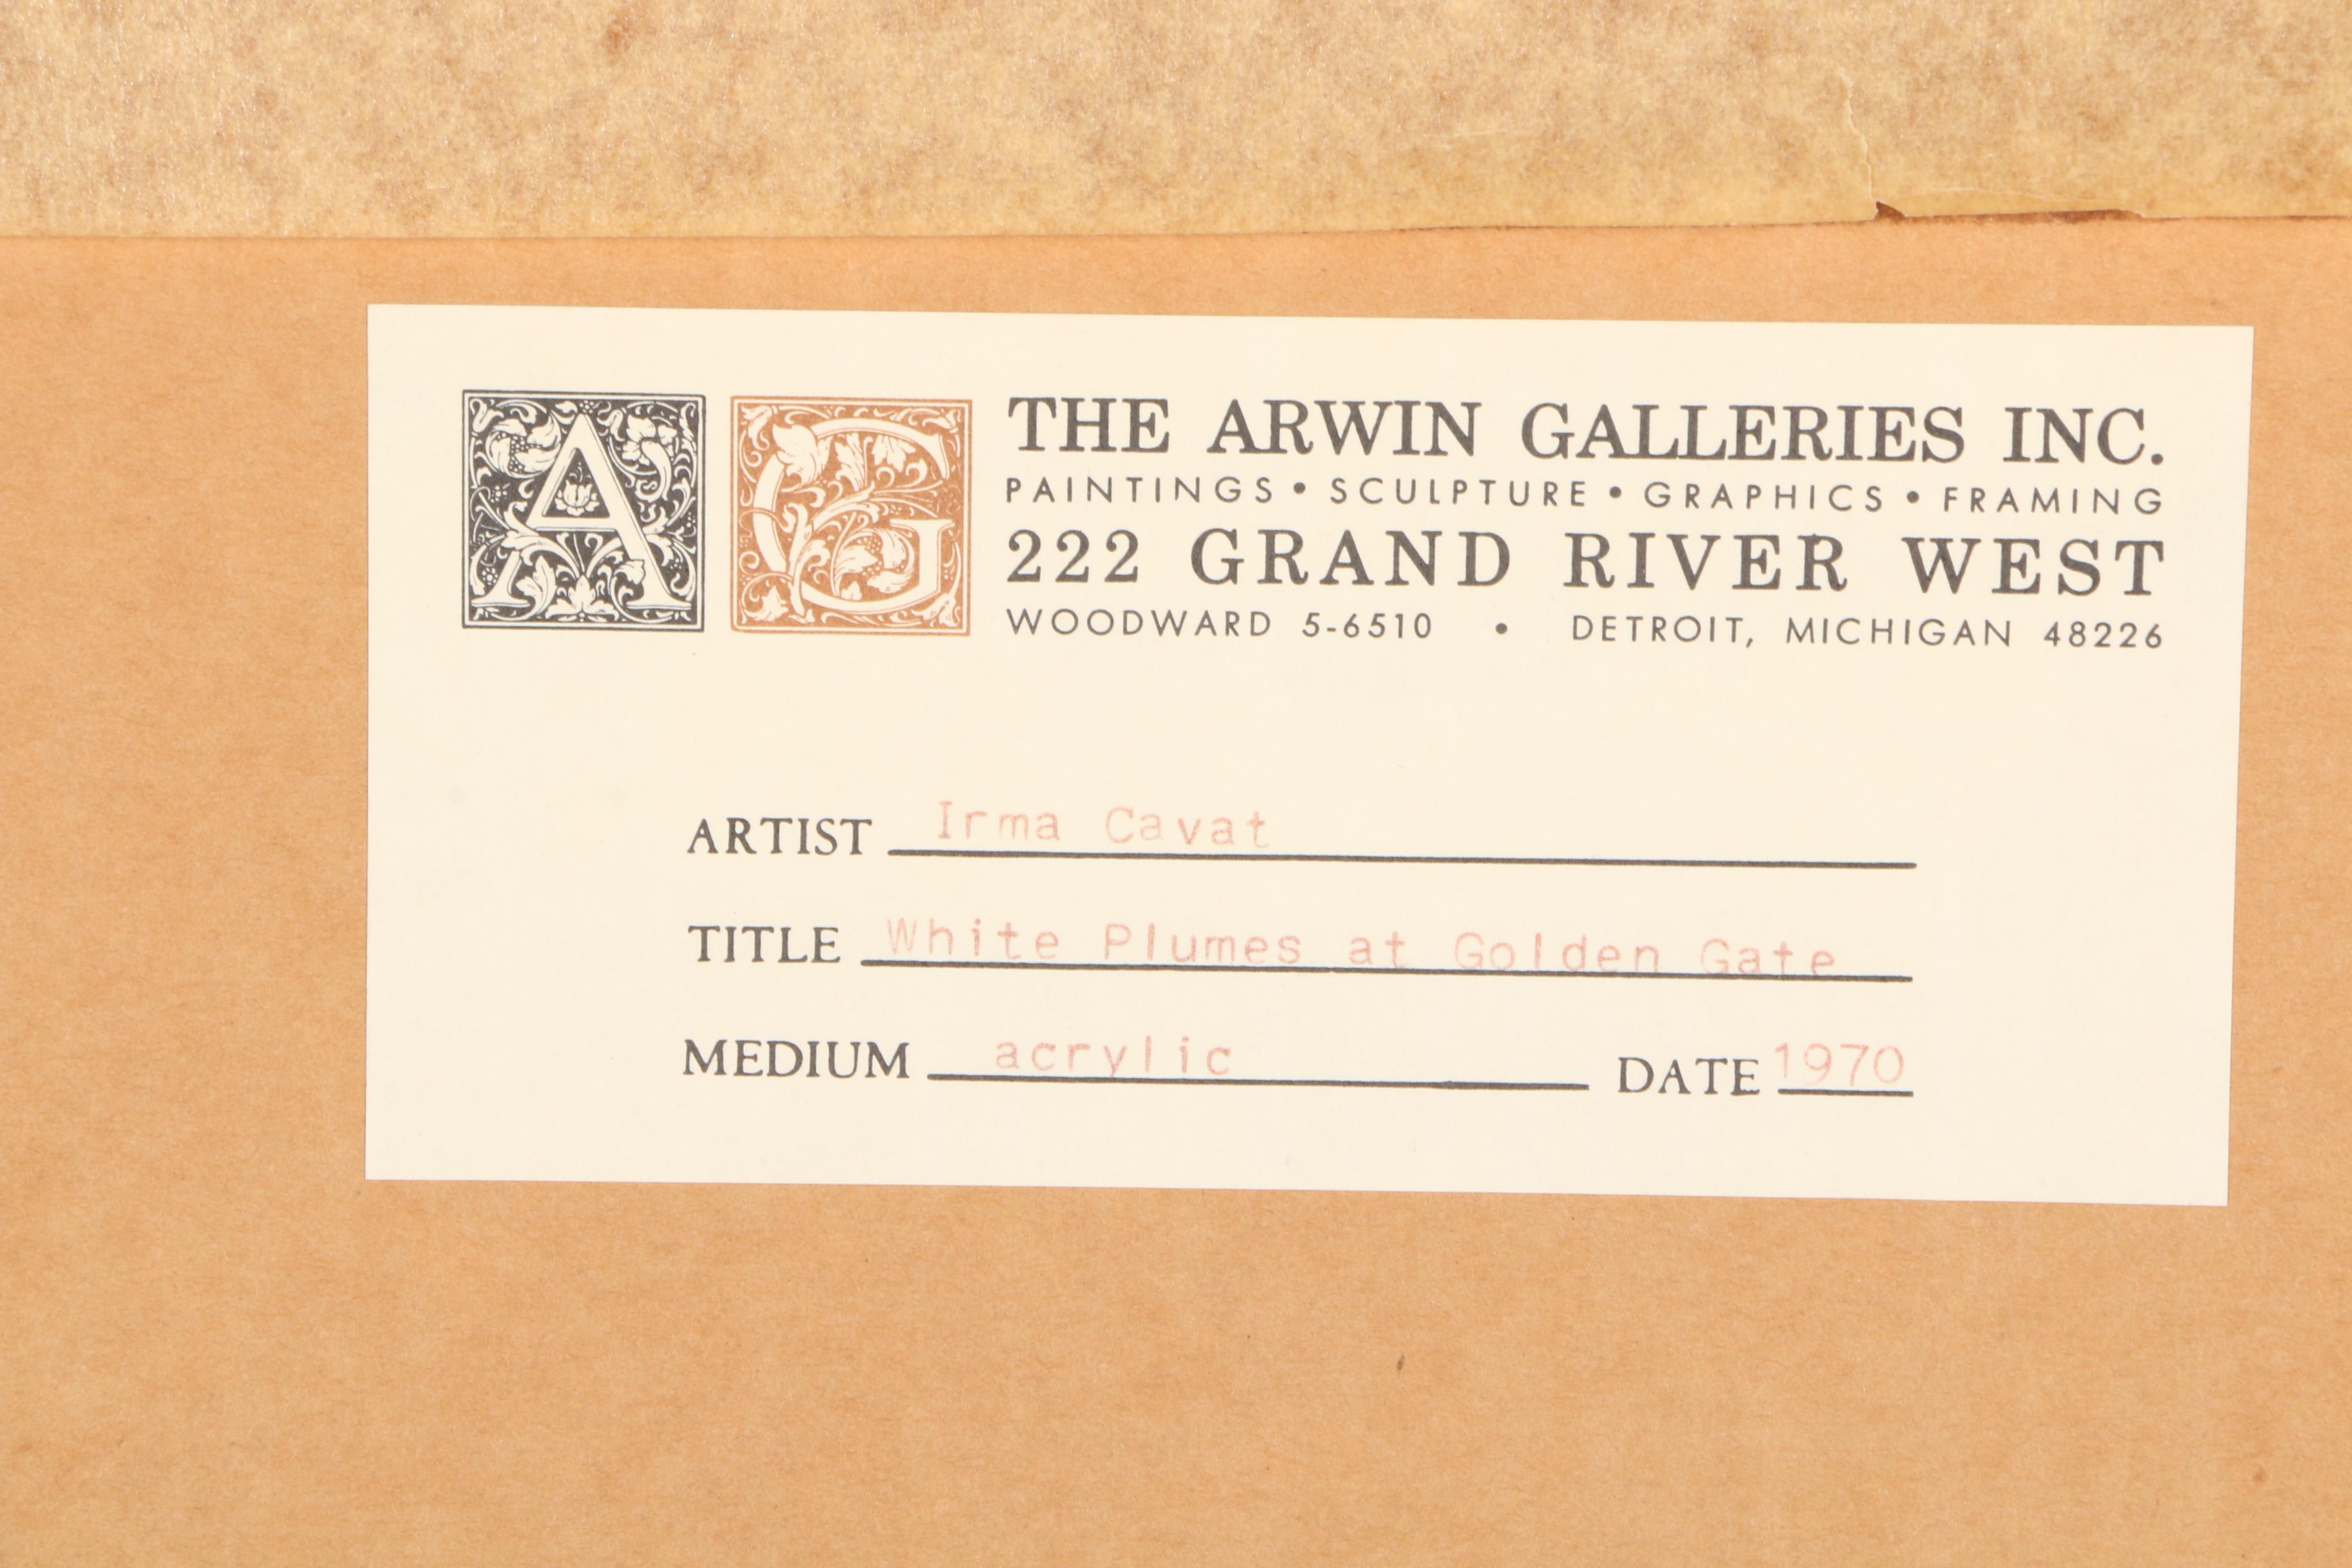 A G
THE ARWIN GALLERIES INC.
PAINTINGS • SCULPTURE • GRAPHICS • FRAMING
222 GRAND RIVER WEST
WOODWARD 5-6510 • DETROIT, MICHIGAN 48226
ARTIST Irma Cavat
TITLE White Plumes at Golden Gate
MEDIUM acrylic DATE 1970